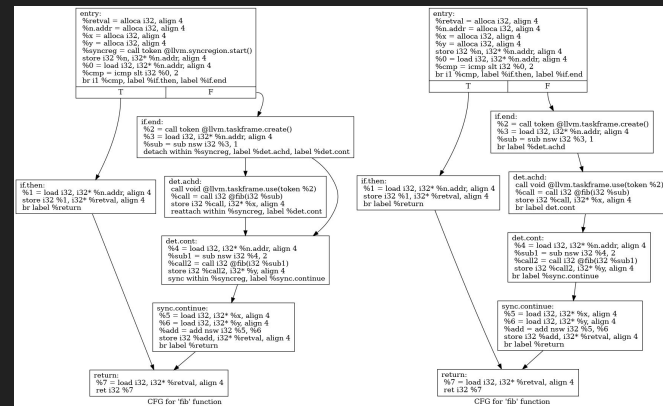 entry:
%retval = alloca i32, align 4
%n.addr = alloca i32, align 4
%x = alloca i32, align 4
%y = alloca i32, align 4
%syncreg = call token @llvm.syncregion.start()
store i32 %n, i32* %n.addr, align 4
%0 = load i32, i32* %n.addr, align 4
%cmp = icmp slt i32 %0, 2
br i1 %cmp, label %if.then, label %if.end
T
F
if.end:
%2 = call token @llvm.taskframe.create()
%3 = load i32, i32* %n.addr, align 4
%sub = sub nsw i32 %3, 1
detach within %syncreg, label %det.achd, label %det.cont
if.then:
%1 = load i32, i32* %n.addr, align 4
store i32 %1, i32* %retval, align 4
br label %return
det.achd:
call void @llvm.taskframe.use(token %2)
%call = call i32 @fib(i32 %sub)
store i32 %call, i32* %x, align 4
reattach within %syncreg, label %det.cont
det.cont:
%4 = load i32, i32* %n.addr, align 4
%sub1 = sub nsw i32 %4, 2
%call2 = call i32 @fib(i32 %sub1)
store i32 %call2, i32* %y, align 4
sync within %syncreg, label %sync.continue
sync.continue:
%5 = load i32, i32* %x, align 4
%6 = load i32, i32* %y, align 4
%add = add nsw i32 %5, %6
store i32 %add, i32* %retval, align 4
br label %return
return:
%7 = load i32, i32* %retval, align 4
ret i32 %7
CFG for 'fib' function
entry:
%retval = alloca i32, align 4
%n.addr = alloca i32, align 4
%x = alloca i32, align 4
%y = alloca i32, align 4
store i32 %n, i32* %n.addr, align 4
%0 = load i32, i32* %n.addr, align 4
%cmp = icmp slt i32 %0, 2
br i1 %cmp, label %if.then, label %if.end
T
F
if.end:
%2 = call token @llvm.taskframe.create()
%3 = load i32, i32* %n.addr, align 4
%sub = sub nsw i32 %3, 1
br label %det.achd
if.then:
%1 = load i32, i32* %n.addr, align 4
store i32 %1, i32* %retval, align 4
br label %return
det.achd:
call void @llvm.taskframe.use(token %2)
%call = call i32 @fib(i32 %sub)
store i32 %call, i32* %x, align 4
br label det.cont
det.cont:
%4 = load i32, i32* %n.addr, align 4
%sub1 = sub nsw i32 %4, 2
%call2 = call i32 @fib(i32 %sub1)
store i32 %call2, i32* %y, align 4
br label %sync.continue
sync.continue:
%5 = load i32, i32* %x, align 4
%6 = load i32, i32* %y, align 4
%add = add nsw i32 %5, %6
store i32 %add, i32* %retval, align 4
br label %return
return:
%7 = load i32, i32* %retval, align 4
ret i32 %7
CFG for 'fib' function